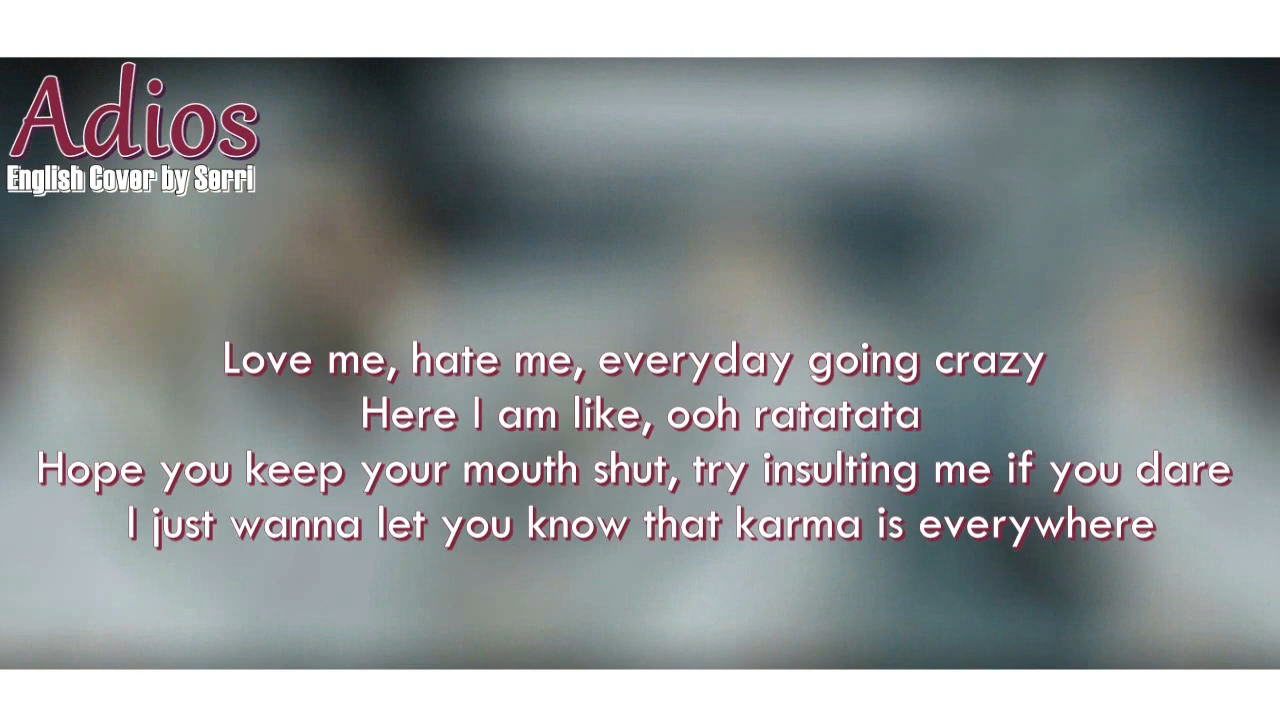 Adios
English Cover by Serri
Love me, hate me, everyday going crazy
Here I am like, ooh ratatata
Hope you keep your mouth shut, try insulting me if you dare
I just wanna let you know that karma is everywhere